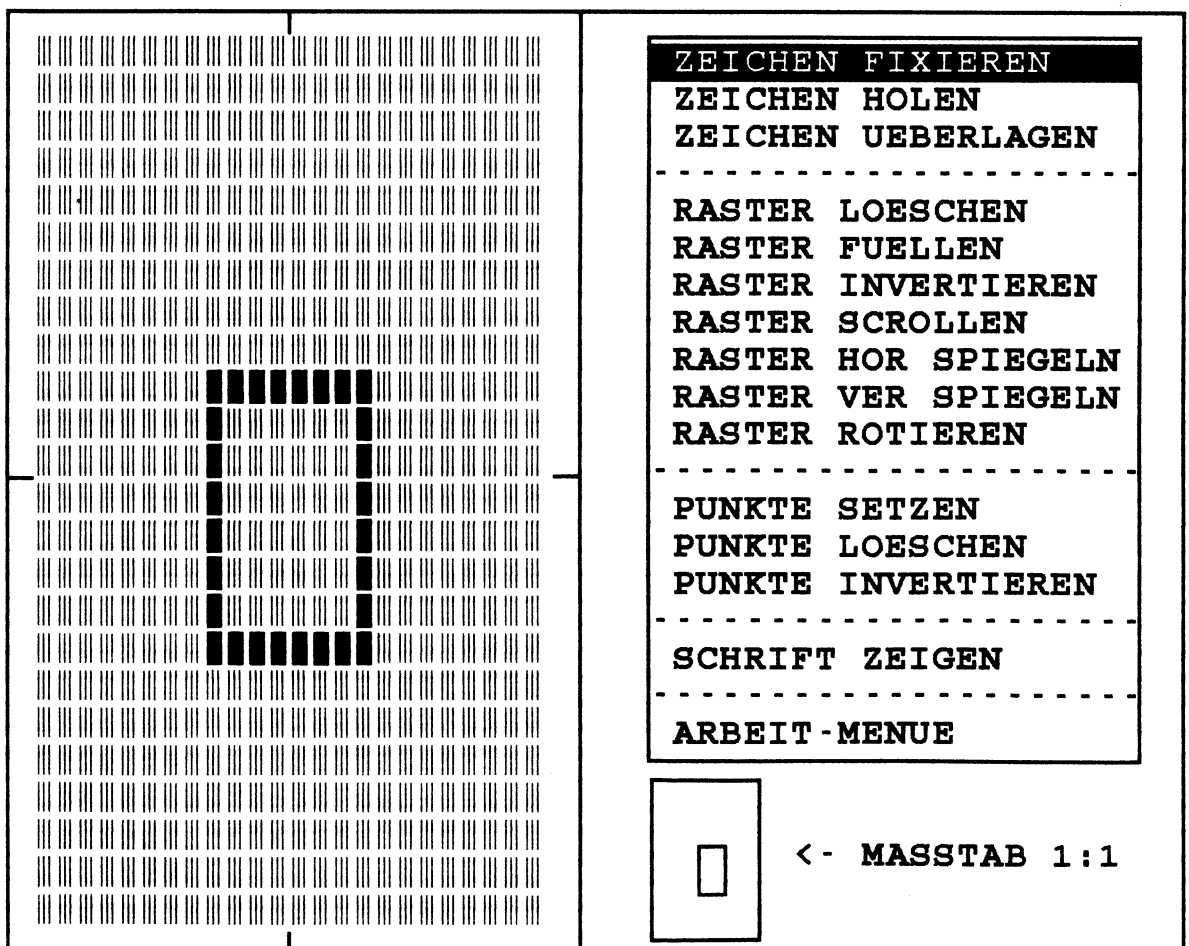 ZEICHEN FIXIEREN
ZEICHEN HOLEN
ZEICHEN UEBERLAGEN
RASTER LOESCHEN
RASTER FUELLEN
RASTER INVERTIEREN
RASTER SCROLLEN
RASTER HOR SPIEGELN
RASTER VER SPIEGELN
RASTER ROTIEREN
PUNKTE SETZEN
PUNKTE LOESCHEN
PUNKTE INVERTIEREN
SCHRIFT ZEIGEN
ARBEIT-MENUE
<- MASSTAB 1:1